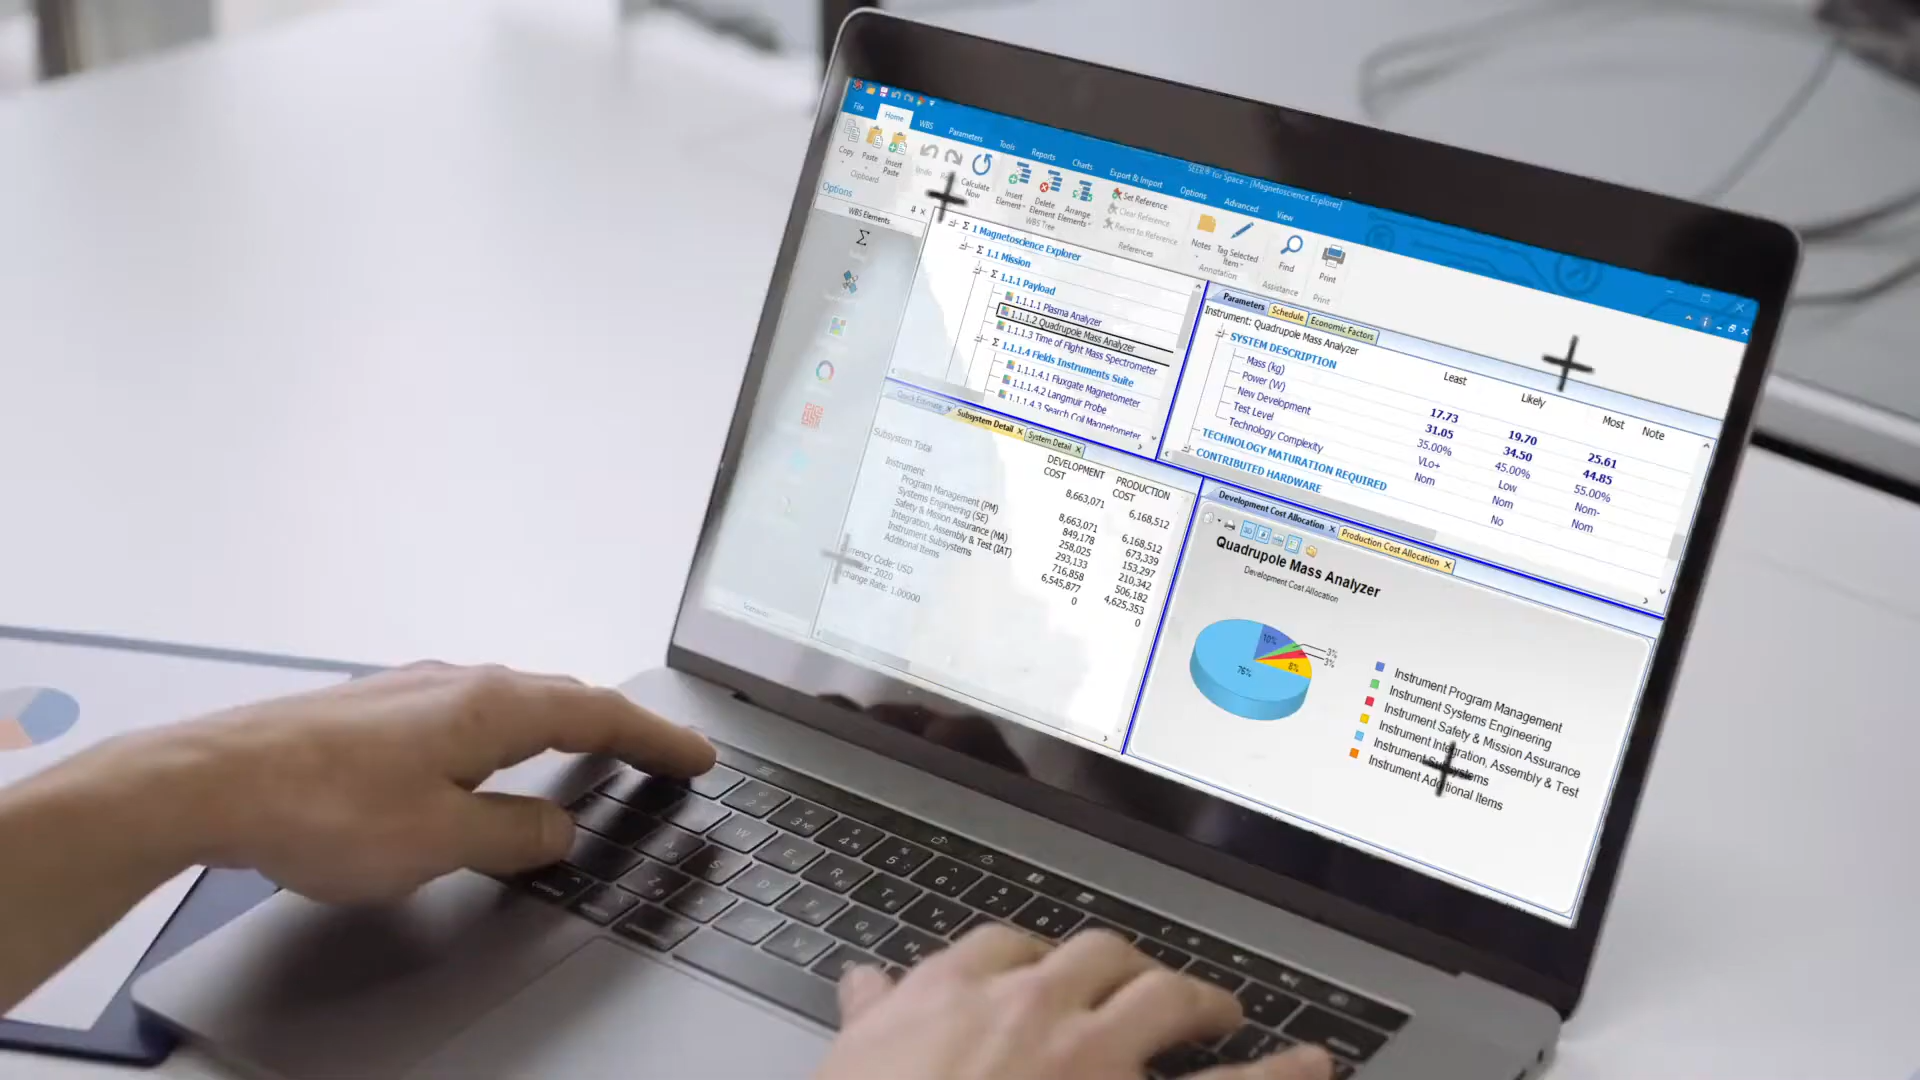 SEER® for Space - [Magnetoscience Explorer]
File Home WBS Parameters Tools Reports Charts Export & Import Options Advanced View
Copy Paste Insert Paste
Clipboard
Undo
Calculate Now
Insert Element Delete Element Arrange Elements
WBS Tree
Set Reference
Clear Reference
Revert to Reference
References
Notes Tag Selected Item
Annotation
Find
Assistance
Print
Print
Options
WBS Elements
1 Magnetoscience Explorer
1.1 Mission
1.1.1 Payload
1.1.1.1 Plasma Analyzer
1.1.1.2 Quadrupole Mass Analyzer
1.1.1.3 Time of Flight Mass Spectrometer
1.1.1.4 Fields Instruments Suite
1.1.1.4.1 Fluxgate Magnetometer
1.1.1.4.2 Langmuir Probe
1.1.1.4.3 Search Coil Magnetometer
Parameters Schedule Economic Factors
Instrument: Quadrupole Mass Analyzer
Least Likely Most Note
SYSTEM DESCRIPTION
Mass (kg) 17.73 19.70 25.61
Power (W) 31.05 34.50 44.85
New Development 35.00% 45.00% 55.00%
Test Level VLo+ Low Nom-
Technology Complexity Nom Nom Nom
TECHNOLOGY MATURATION REQUIRED No
CONTRIBUTED HARDWARE
Quick Estimate Subsystem Detail System Detail
DEVELOPMENT COST PRODUCTION COST
Subsystem Total 8,663,071 6,168,512
Instrument 8,663,071 6,168,512
Program Management (PM) 849,178 673,339
Systems Engineering (SE) 258,025 153,297
Safety & Mission Assurance (MA) 293,133 210,342
Integration, Assembly & Test (IAT) 716,858 506,182
Instrument Subsystems 6,545,877 4,625,353
Additional Items 0 0
Code: USD
2020
Rate: 1.00000
Development Cost Allocation Production Cost Allocation
Quadrupole Mass Analyzer
Development Cost Allocation
10%
3%
3%
8%
76%
Instrument Program Management
Instrument Systems Engineering
Instrument Safety & Mission Assurance
Instrument Integration, Assembly & Test
Instrument Subsystems
Instrument Additional Items